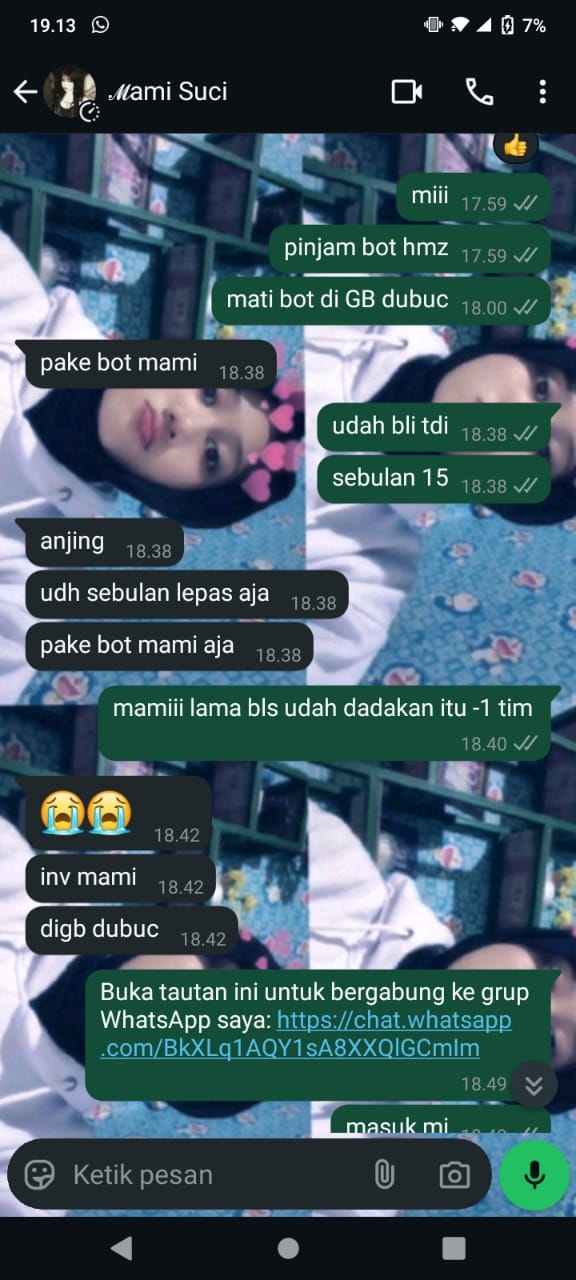 19.13
7%
𝓜ami Suci
miii 17.59
pinjam bot hmz 17.59
mati bot di GB dubuc 18.00
pake bot mami 18.38
udah bli tdi 18.38
sebulan 15 18.38
anjing 18.38
udh sebulan lepas aja 18.38
pake bot mami aja 18.38
mamiii lama bls udah dadakan itu -1 tim
18.40
18.42
inv mami 18.42
digb dubuc 18.42
Buka tautan ini untuk bergabung ke grup
WhatsApp saya: https://chat.whatsapp
.com/BkXLq1AQY1sA8XXQlGCmIm
18.49
masuk mi
Ketik pesan